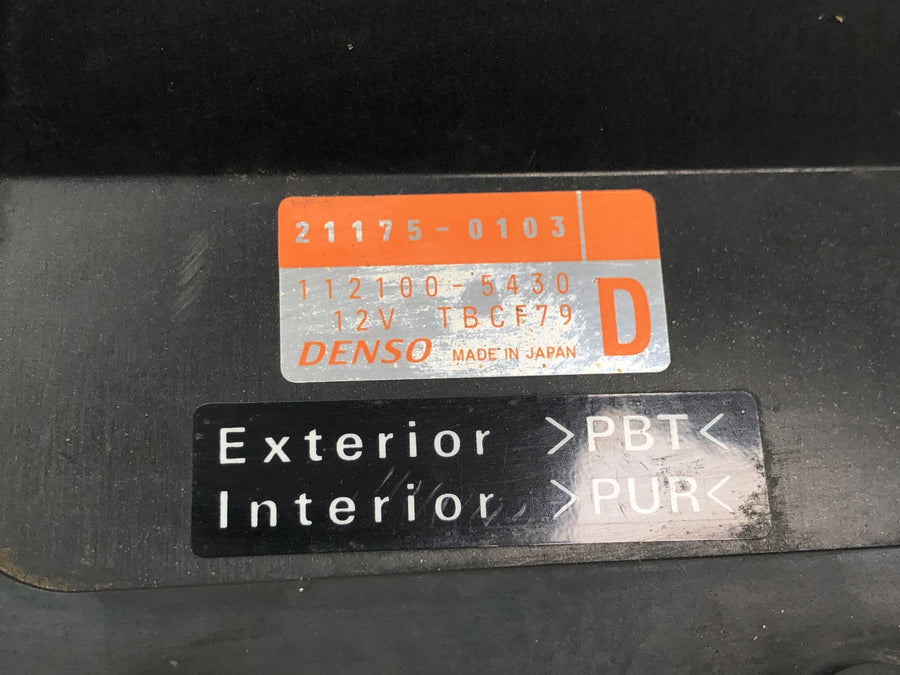 21175-0103
112100-5430
12V TBCF79 D
DENSO MADE IN JAPAN
Exterior >PBT<
Interior >PUR<